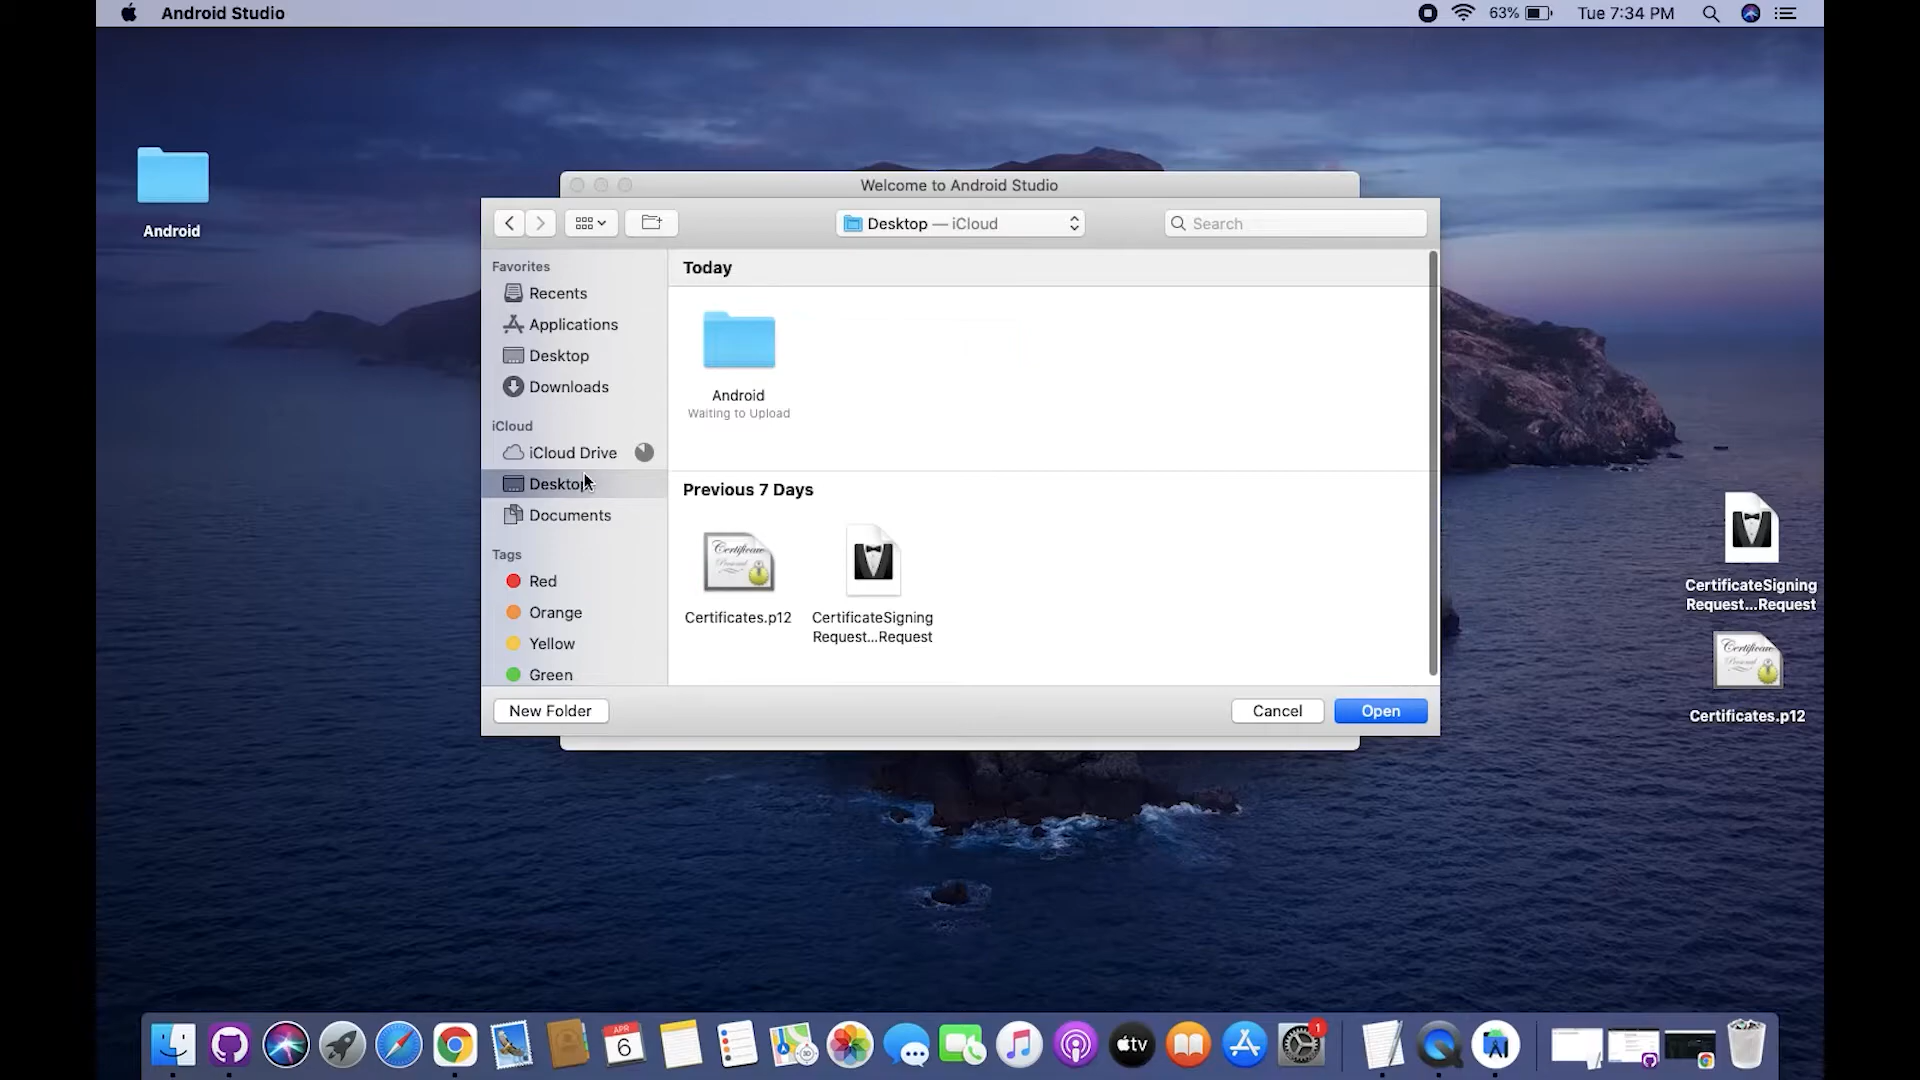 Android Studio
63%
Tue 7:34 PM
Android
Welcome to Android Studio
Desktop — iCloud
Search
Favorites
Recents
Applications
Desktop
Downloads
iCloud
iCloud Drive
Desktop
Documents
Tags
Red
Orange
Yellow
Green
Today
Android
Waiting to Upload
Previous 7 Days
Certificates.p12
CertificateSigning
Request...Request
New Folder
Cancel
Open
CertificateSigning
Request...Request
Certificates.p12
APR
6
tv
1